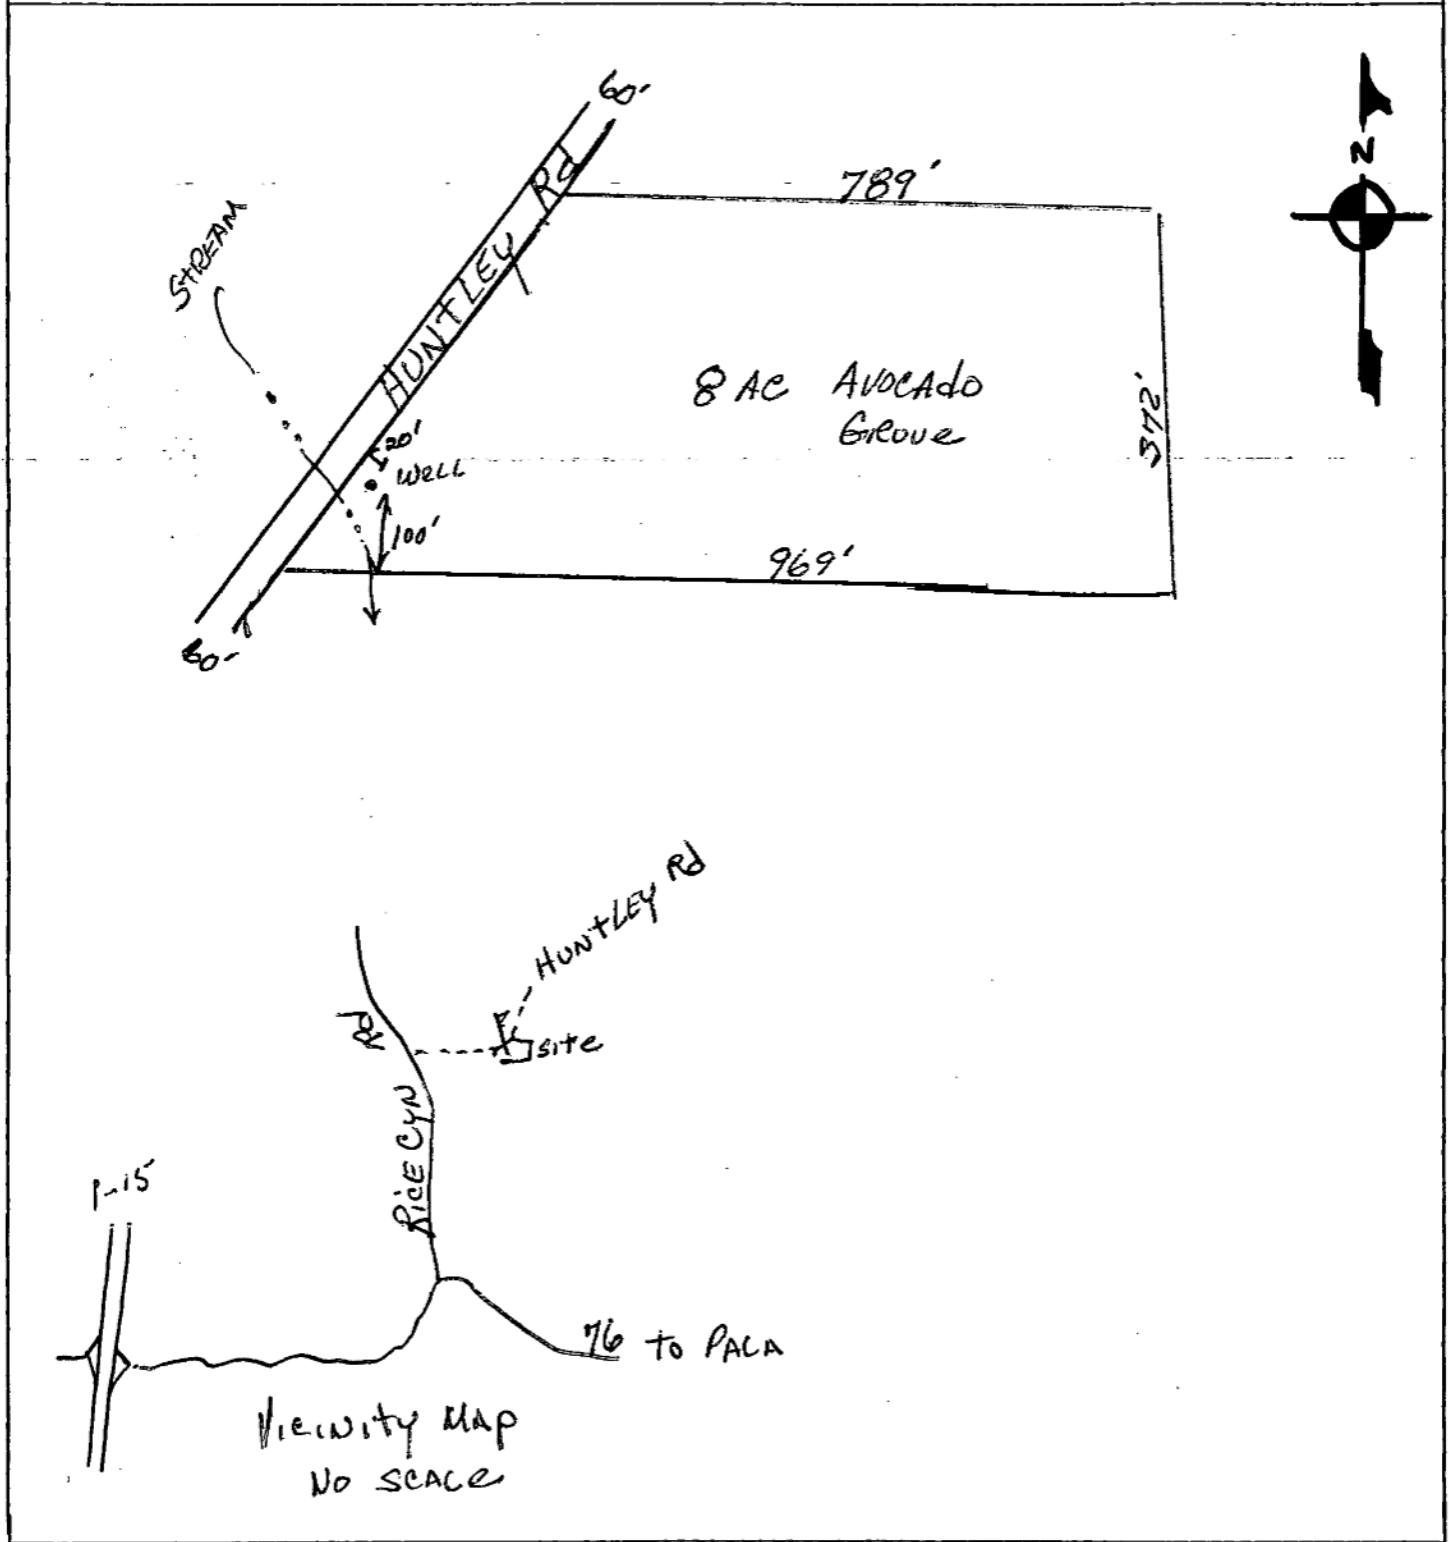 60'
789'
N
STREAM
HUNTLEY Rd
8 AC AVOCADO
Grove
372'
20'
WELL
100'
969'
60'
HUNTLEY Rd
Rd
site
RicE CYN
I-15
76 to PALA
VICINITY MAP
NO SCALE